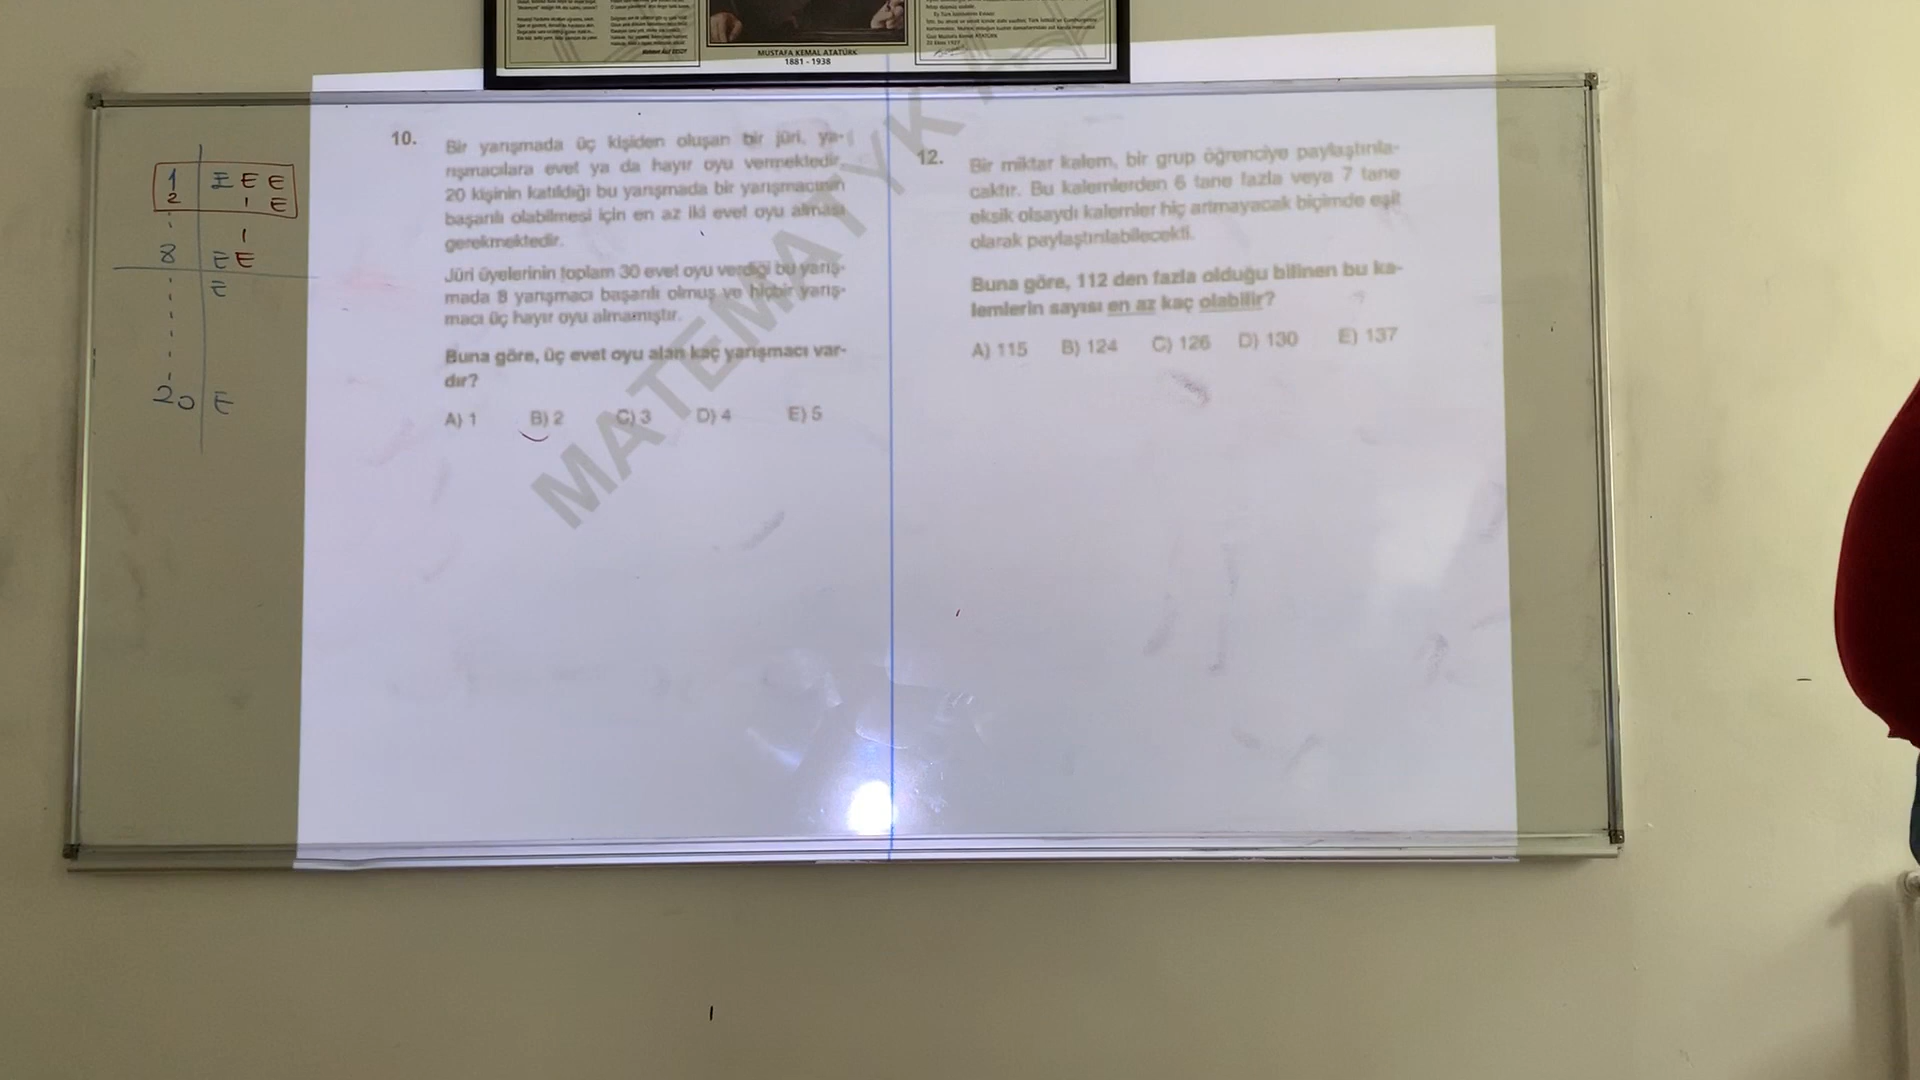 MUSTAFA KEMAL ATATÜRK
1881 - 1938
1 E E E
2 E
8 E E
E
20 E
10. Bir yarışmada üç kişiden oluşan bir jüri, ya-
rışmacılara evet ya da hayır oyu vermektedir.
20 kişinin katıldığı bu yarışmada bir yarışmacının
başarılı olabilmesi için en az iki evet oyu alması
gerekmektedir.
Jüri üyelerinin toplam 30 evet oyu verdiği bu yarış-
mada 8 yarışmacı başarılı olmuş ve hiçbir yarış-
macı üç hayır oyu almamıştır.
Buna göre, üç evet oyu alan kaç yarışmacı var-
dır?
A) 1 B) 2 C) 3 D) 4 E) 5
12. Bir miktar kalem, bir grup öğrenciye paylaştırıla-
caktır. Bu kalemlerden 6 tane fazla veya 7 tane
eksik olsaydı kalemler hiç artmayacak biçimde eşit
olarak paylaştırılabilecekti.
Buna göre, 112 den fazla olduğu bilinen bu ka-
lemlerin sayısı en az kaç olabilir?
A) 115 B) 124 C) 126 D) 130 E) 137
MATEMATYK